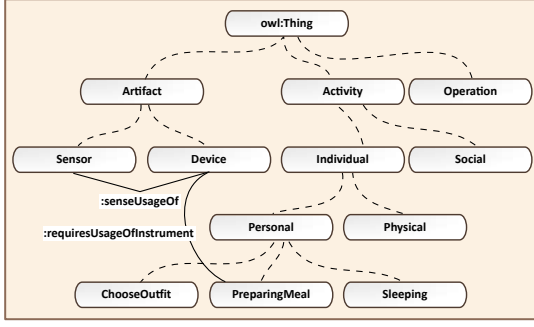 owl:Thing
Artifact
Activity
Operation
Sensor
Device
Individual
Social
:senseUsageOf
:requiresUsageOfInstrument
Personal
Physical
ChooseOutfit
PreparingMeal
Sleeping